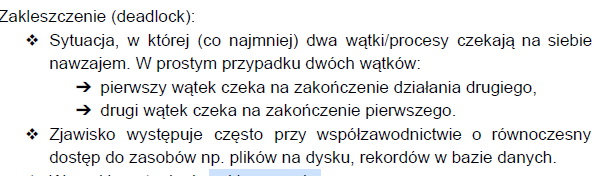 Zakleszczenie (deadlock):
❖ Sytuacja, w której (co najmniej) dwa wątki/procesy czekają na siebie
nawzajem. W prostym przypadku dwóch wątków:
➔ pierwszy wątek czeka na zakończenie działania drugiego,
➔ drugi wątek czeka na zakończenie pierwszego.
❖ Zjawisko występuje często przy współzawodnictwie o równoczesny
dostęp do zasobów np. plików na dysku, rekordów w bazie danych.